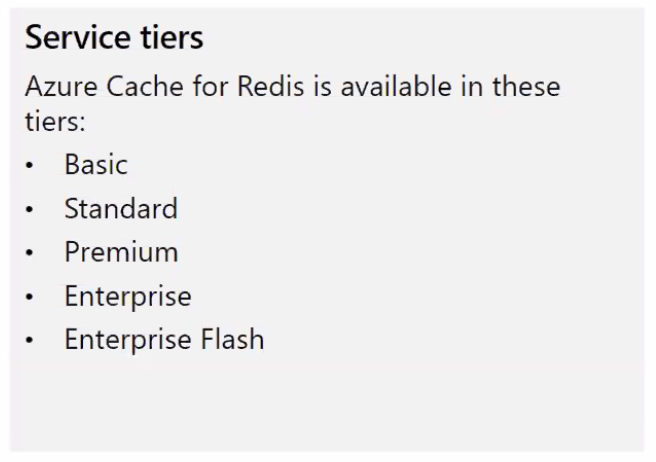 Service tiers
Azure Cache for Redis is available in these
tiers:
• Basic
• Standard
• Premium
• Enterprise
• Enterprise Flash